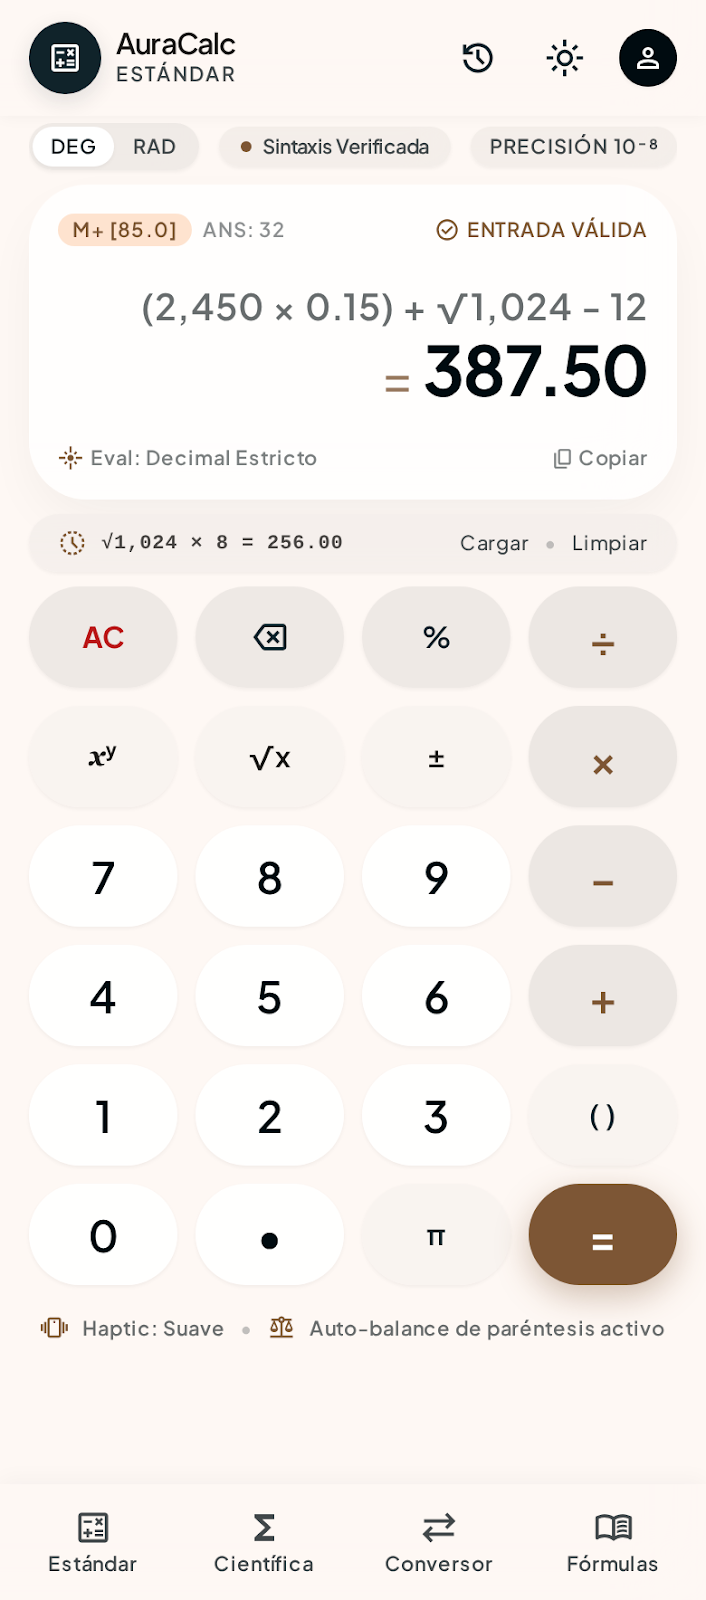 AuraCalc
ESTÁNDAR
DEG RAD Sintaxis Verificada PRECISIÓN 10⁻⁸
M+ [85.0] ANS: 32 ENTRADA VÁLIDA
(2,450 × 0.15) + √1,024 − 12
= 387.50
Eval: Decimal Estricto Copiar
√1,024 × 8 = 256.00 Cargar • Limpiar
AC % ÷
xʸ √x ± ×
7 8 9 −
4 5 6 +
1 2 3 ( )
0 • π =
Haptic: Suave • Auto-balance de paréntesis activo
Estándar Científica Conversor Fórmulas